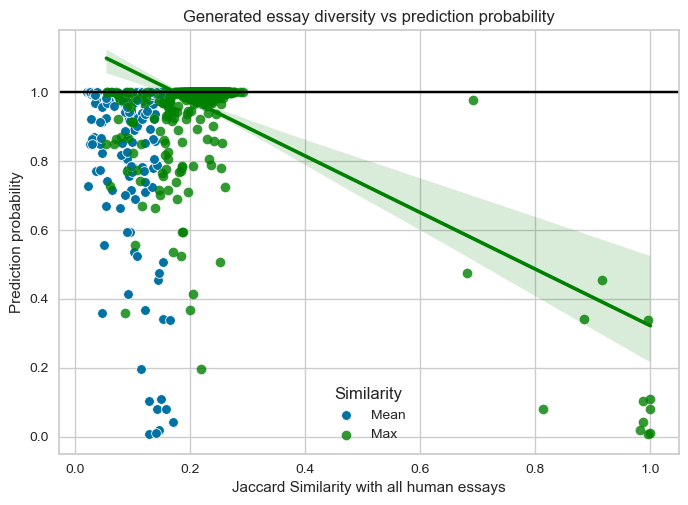 Generated essay diversity vs prediction probability
Prediction probability
1.0
0.8
0.6
0.4
0.2
0.0
Similarity
Mean
Max
0.0 0.2 0.4 0.6 0.8 1.0
Jaccard Similarity with all human essays